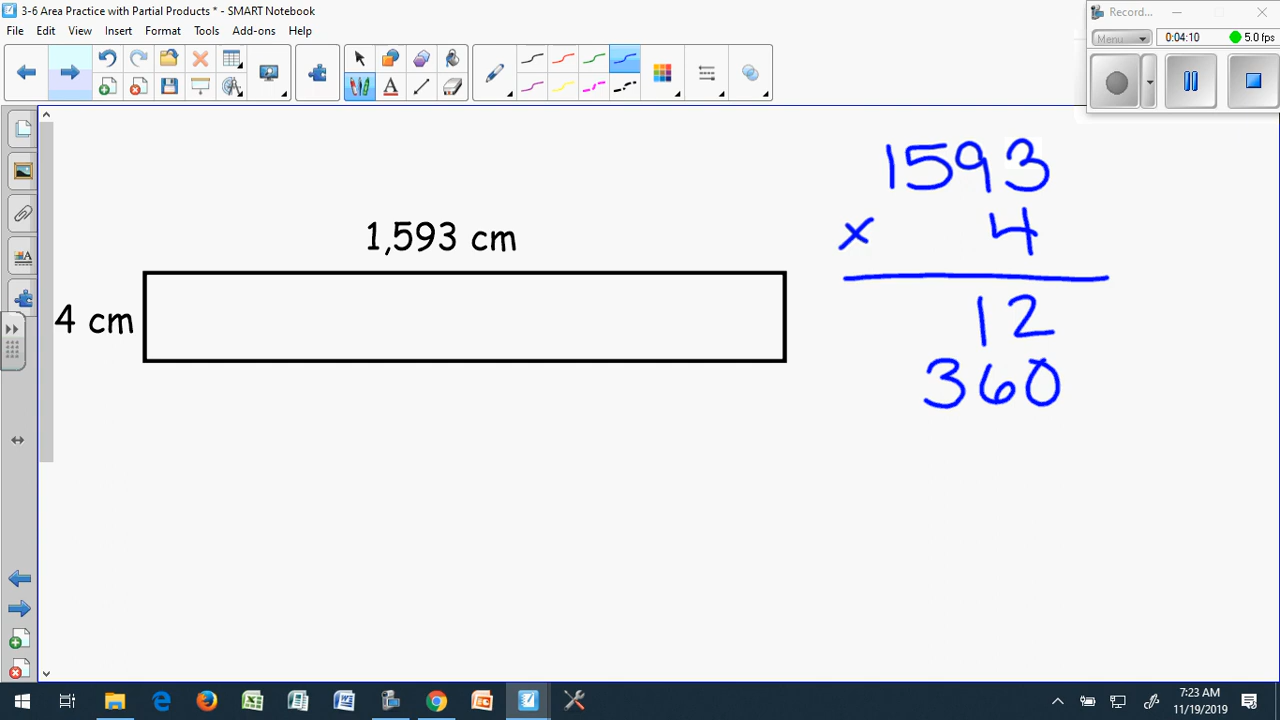 3-6 Area Practice with Partial Products * - SMART Notebook
File Edit View Insert Format Tools Add-ons Help
Record...
Menu
0:04:10
5.0 fps
1593
x 4
12
360
1,593 cm
4 cm
7:23 AM
11/19/2019